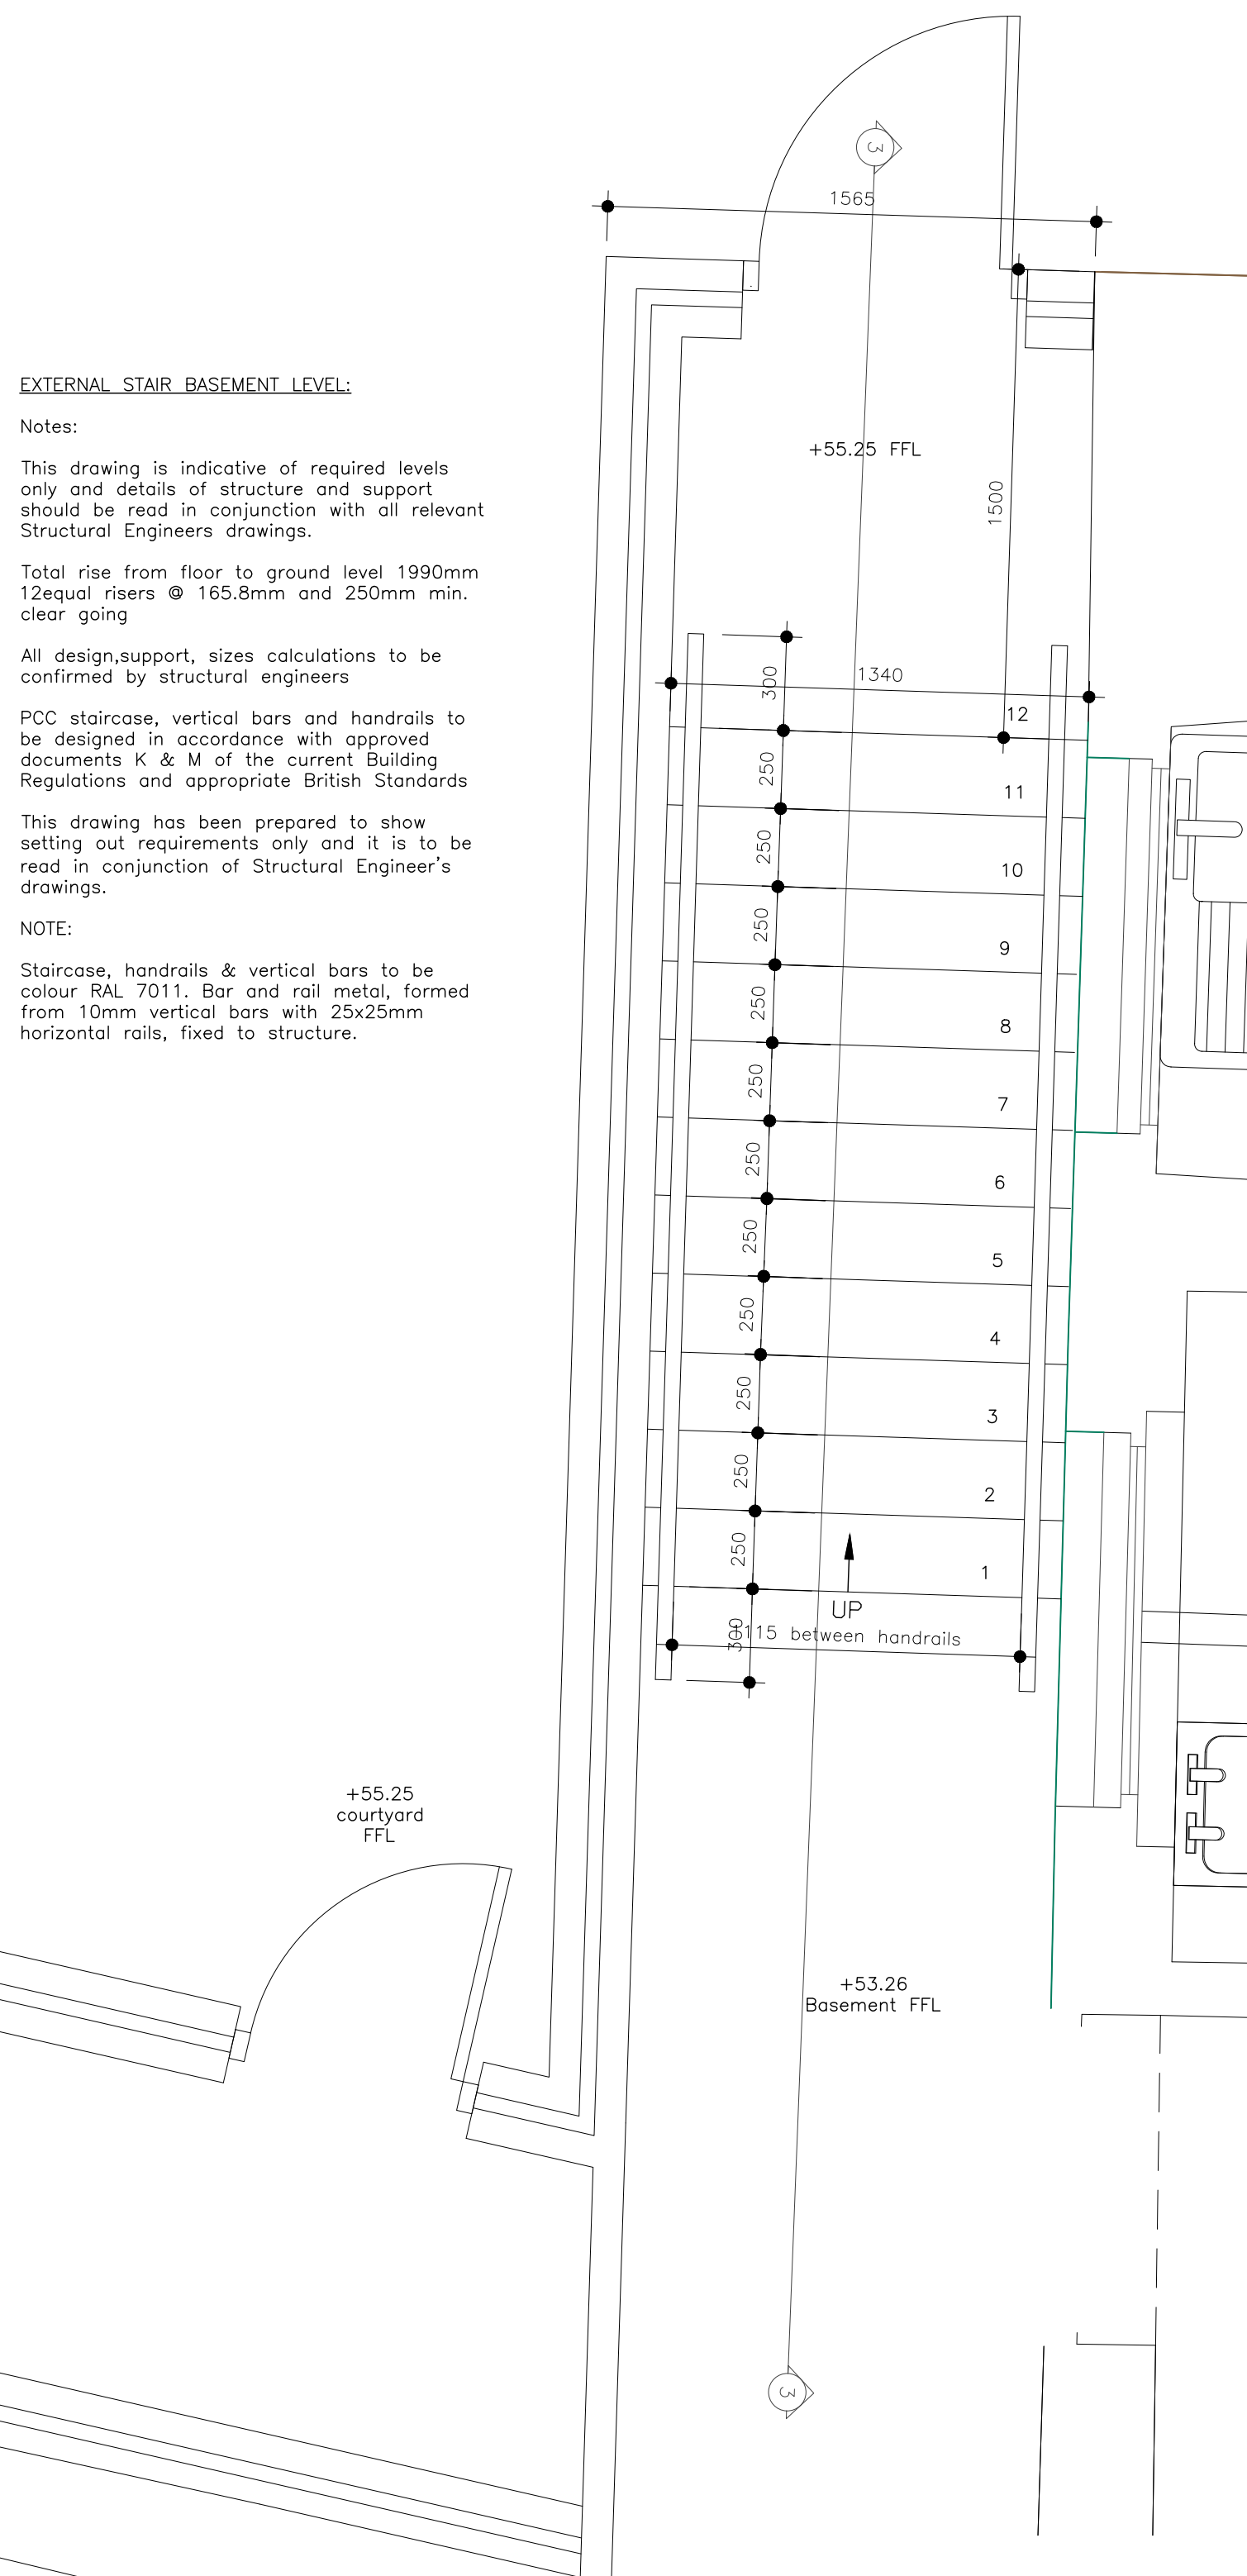 3
1565
EXTERNAL STAIR BASEMENT LEVEL:
Notes:
This drawing is indicative of required levels
only and details of structure and support
should be read in conjunction with all relevant
Structural Engineers drawings.
Total rise from floor to ground level 1990mm
12equal risers @ 165.8mm and 250mm min.
clear going
All design,support, sizes calculations to be
confirmed by structural engineers
PCC staircase, vertical bars and handrails to
be designed in accordance with approved
documents K & M of the current Building
Regulations and appropriate British Standards
This drawing has been prepared to show
setting out requirements only and it is to be
read in conjunction of Structural Engineer's
drawings.
NOTE:
Staircase, handrails & vertical bars to be
colour RAL 7011. Bar and rail metal, formed
from 10mm vertical bars with 25x25mm
horizontal rails, fixed to structure.
+55.25 FFL
1500
300
1340
12
250
11
250
10
250
9
250
8
250
7
250
6
250
5
250
4
250
3
250
2
250
1
UP
300
1115 between handrails
+55.25
courtyard
FFL
+53.26
Basement FFL
3